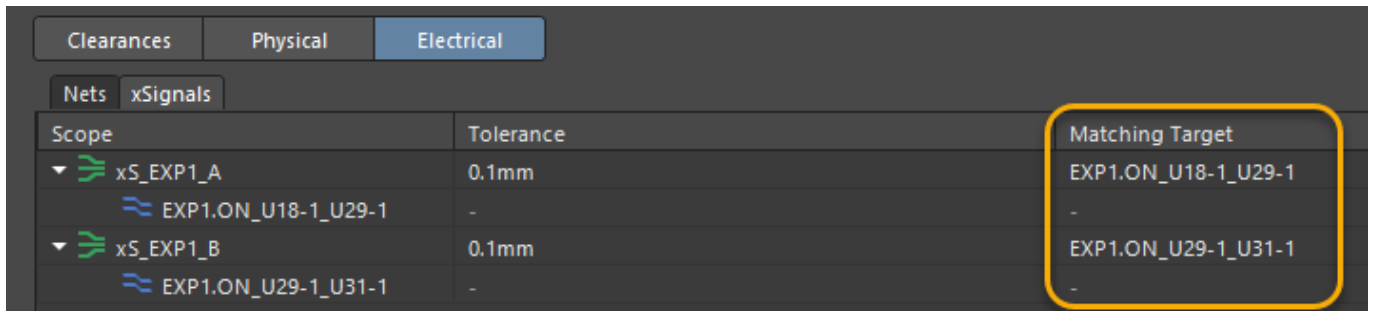 Clearances Physical Electrical
Nets xSignals
Scope Tolerance Matching Target
xS_EXP1_A 0.1mm EXP1.ON_U18-1_U29-1
EXP1.ON_U18-1_U29-1 - -
xS_EXP1_B 0.1mm EXP1.ON_U29-1_U31-1
EXP1.ON_U29-1_U31-1 - -